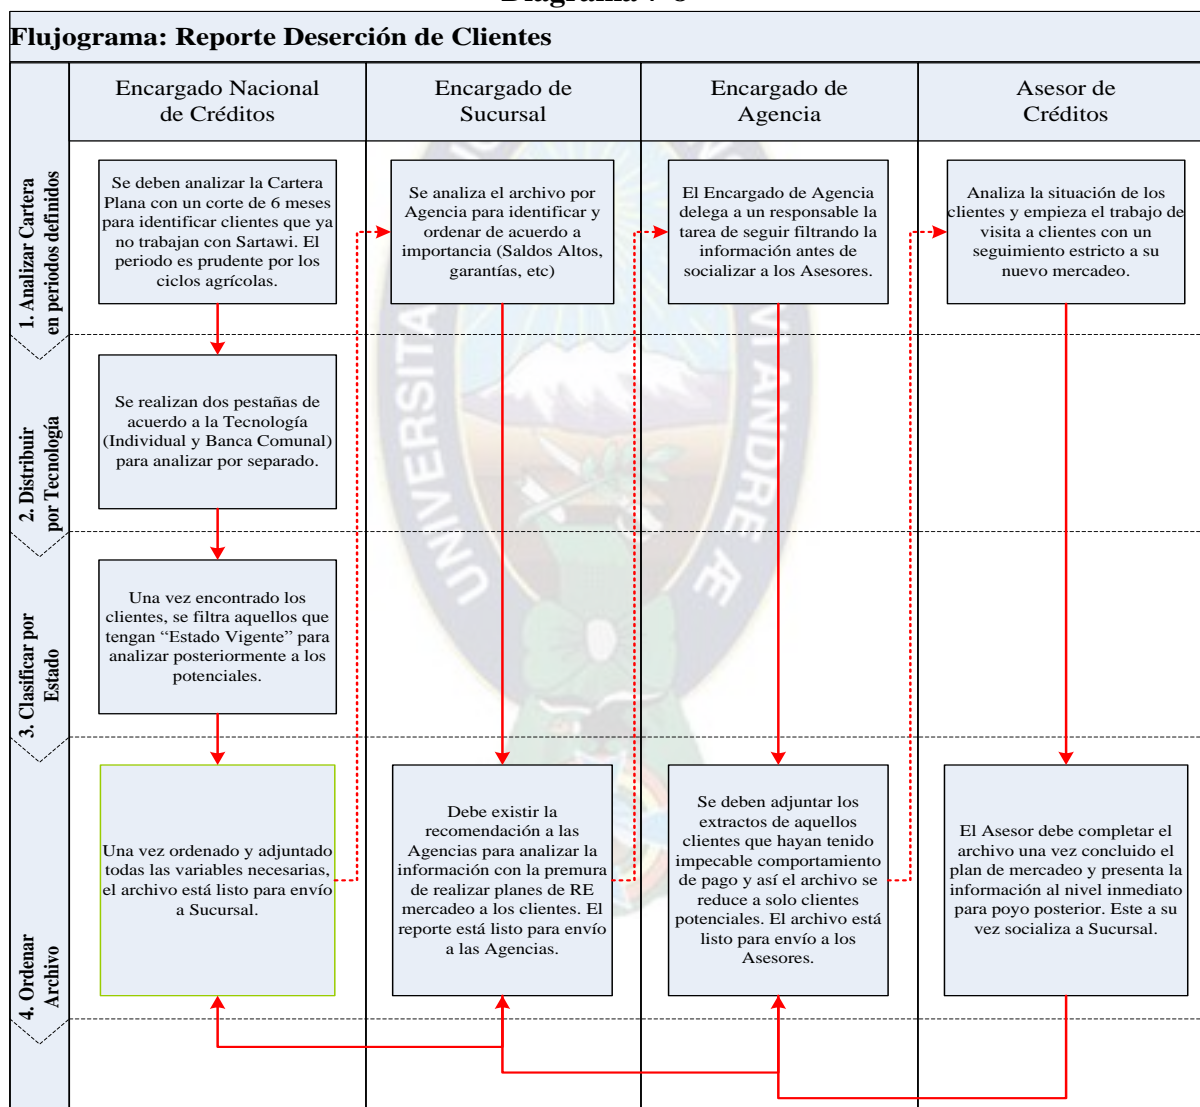 Flujograma: Reporte Deserción de Clientes
Encargado Nacional
de Créditos
Encargado de
Sucursal
Encargado de
Agencia
Asesor de
Créditos
1. Analizar Cartera
en periodos definidos
Se deben analizar la Cartera
Plana con un corte de 6 meses
para identificar clientes que ya
no trabajan con Sartawi. El
periodo es prudente por los
ciclos agrícolas.
Se analiza el archivo por
Agencia para identificar y
ordenar de acuerdo a
importancia (Saldos Altos,
garantías, etc)
El Encargado de Agencia
delega a un responsable la
tarea de seguir filtrando la
información antes de
socializar a los Asesores.
Analiza la situación de los
clientes y empieza el trabajo de
visita a clientes con un
seguimiento estricto a su
nuevo mercadeo.
2. Distribuir
por Tecnología
Se realizan dos pestañas de
acuerdo a la Tecnología
(Individual y Banca Comunal)
para analizar por separado.
3. Clasificar por
Estado
Una vez encontrado los
clientes, se filtra aquellos que
tengan “Estado Vigente” para
analizar posteriormente a los
potenciales.
4. Ordenar
Archivo
Una vez ordenado y adjuntado
todas las variables necesarias,
el archivo está listo para envío
a Sucursal.
Debe existir la
recomendación a las
Agencias para analizar la
información con la premura
de realizar planes de RE
mercadeo a los clientes. El
reporte está listo para envío
a las Agencias.
Se deben adjuntar los
extractos de aquellos
clientes que hayan tenido
impecable comportamiento
de pago y así el archivo se
reduce a solo clientes
potenciales. El archivo está
listo para envío a los
Asesores.
El Asesor debe completar el
archivo una vez concluido el
plan de mercadeo y presenta la
información al nivel inmediato
para poyo posterior. Este a su
vez socializa a Sucursal.